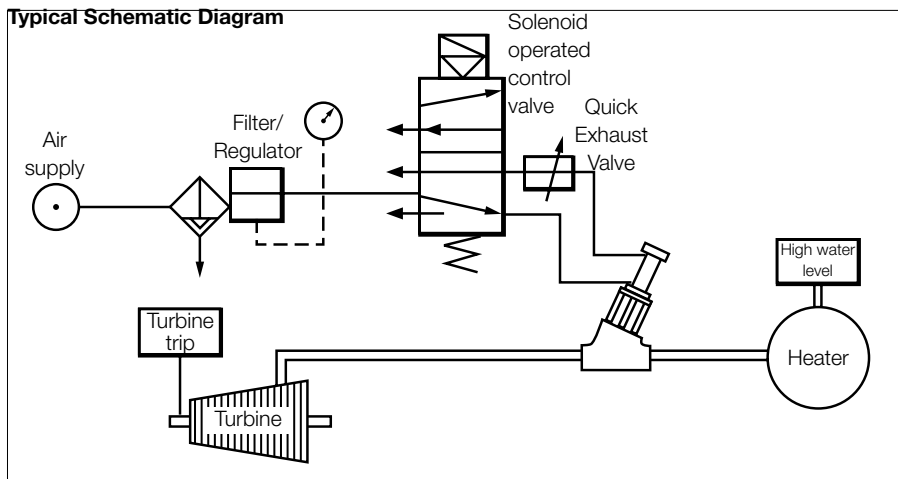 Typical Schematic Diagram
Solenoid
operated
control
valve
Quick
Exhaust
Valve
Filter/
Regulator
Air
supply
High water
level
Turbine
trip
Heater
Turbine